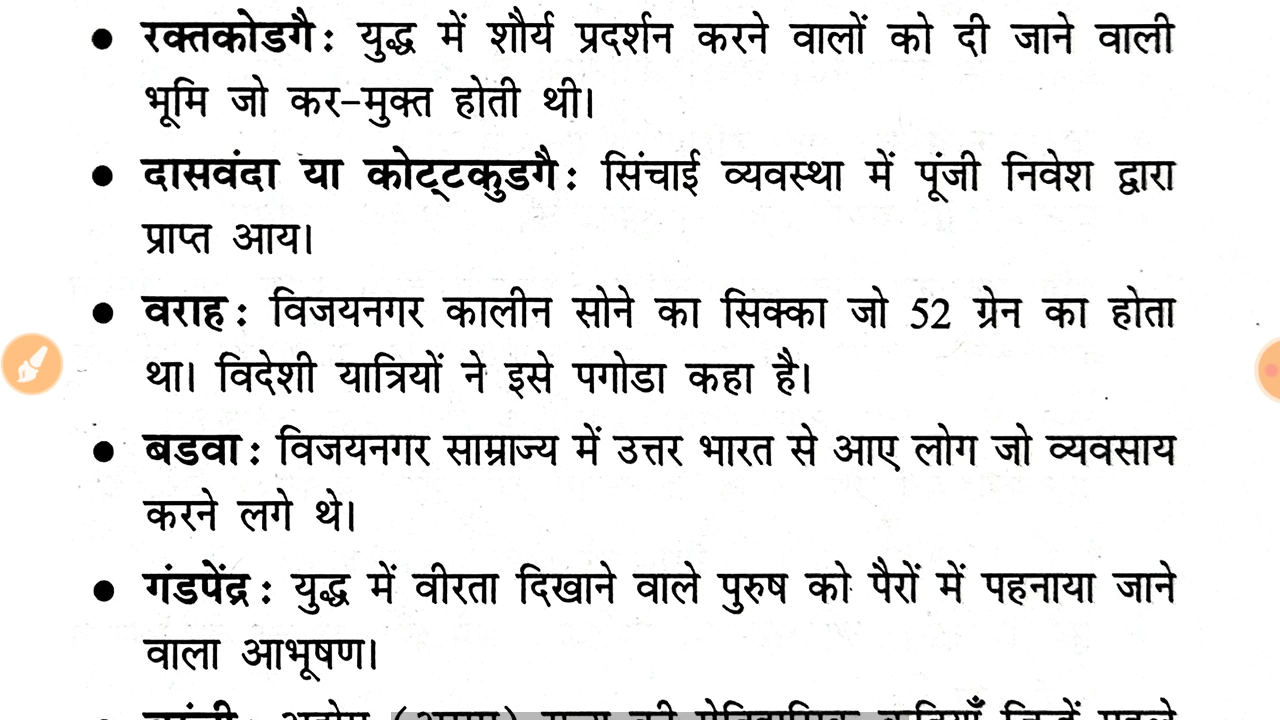 • रक्तकोडगै: युद्ध में शौर्य प्रदर्शन करने वालों को दी जाने वाली
भूमि जो कर-मुक्त होती थी।
• दासवंदा या कोट्टकुडगै: सिंचाई व्यवस्था में पूंजी निवेश द्वारा
प्राप्त आय।
• वराह: विजयनगर कालीन सोने का सिक्का जो 52 ग्रेन का होता
था। विदेशी यात्रियों ने इसे पगोडा कहा है।
• बडवा: विजयनगर साम्राज्य में उत्तर भारत से आए लोग जो व्यवसाय
करने लगे थे।
• गंडपेंद्र: युद्ध में वीरता दिखाने वाले पुरुष को पैरों में पहनाया जाने
वाला आभूषण।